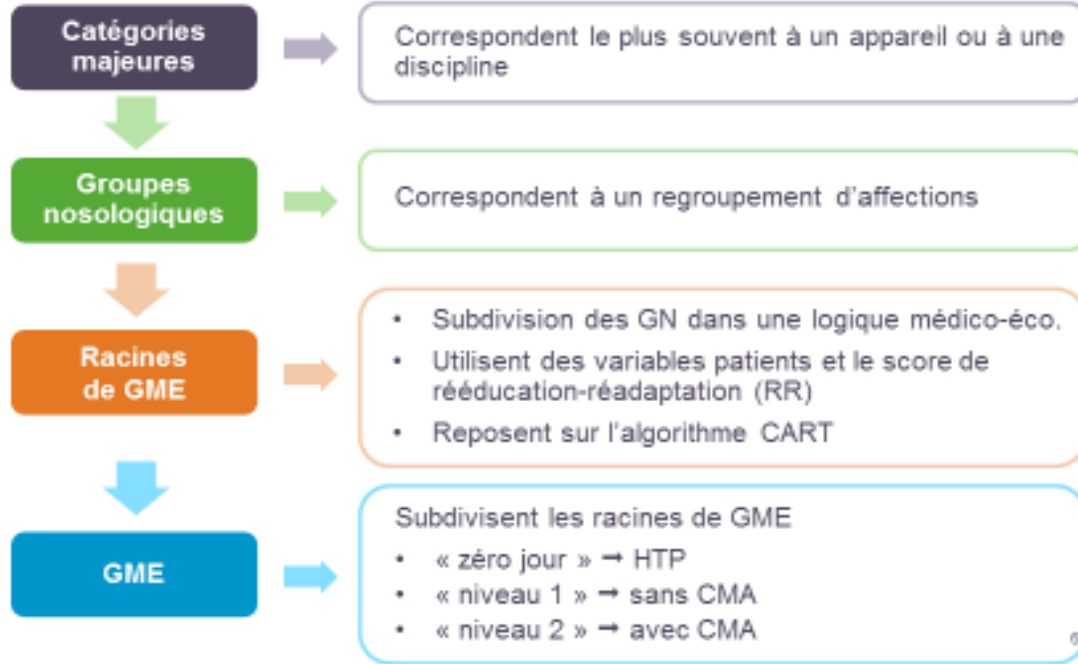 Catégories
majeures
Correspondent le plus souvent à un appareil ou à une
discipline
Groupes
nosologiques
Correspondent à un regroupement d'affections
Racines
de GME
• Subdivision des GN dans une logique médico-éco.
• Utilisent des variables patients et le score de
rééducation-réadaptation (RR)
• Reposent sur l'algorithme CART
GME
Subdivisent les racines de GME
• « zéro jour » → HTP
• « niveau 1 » → sans CMA
• « niveau 2 » → avec CMA